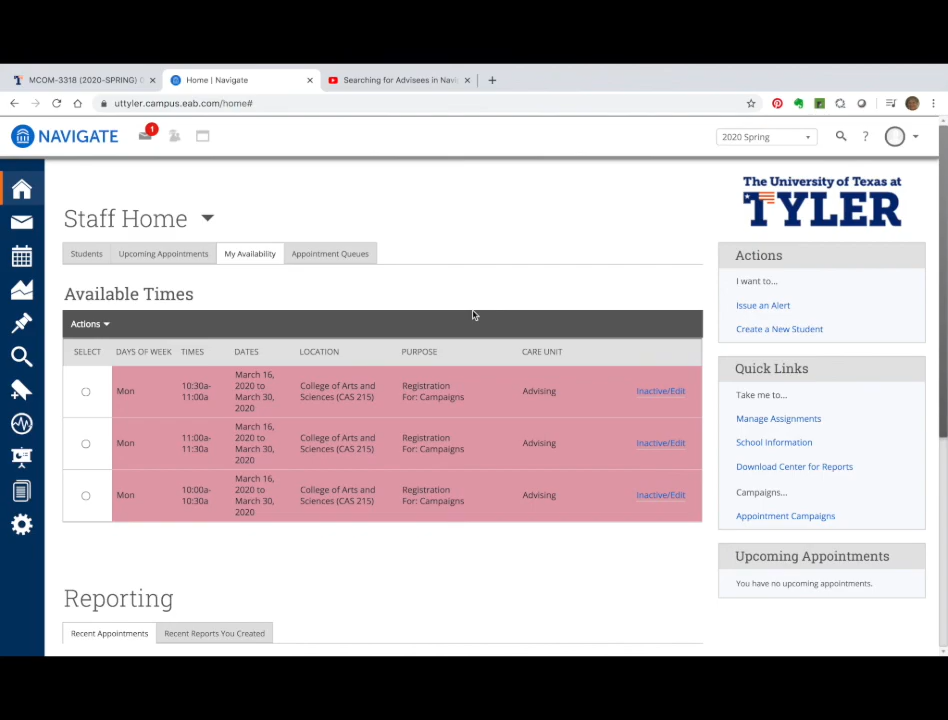 MCOM-3318 (2020-SPRING)
Home | Navigate
Searching for Advisees in Navi
uttyler.campus.eab.com/home#
NAVIGATE
1
2020 Spring
?
Staff Home
The University of Texas at
TYLER
Students
Upcoming Appointments
My Availability
Appointment Queues
Available Times
Actions
SELECT DAYS OF WEEK TIMES DATES LOCATION PURPOSE CARE UNIT
Mon
10:30a-
11:00a
March 16,
2020 to
March 30,
2020
College of Arts and
Sciences (CAS 215)
Registration
For: Campaigns
Advising
Inactive/Edit
Mon
11:00a-
11:30a
March 16,
2020 to
March 30,
2020
College of Arts and
Sciences (CAS 215)
Registration
For: Campaigns
Advising
Inactive/Edit
Mon
10:00a-
10:30a
March 16,
2020 to
March 30,
2020
College of Arts and
Sciences (CAS 215)
Registration
For: Campaigns
Advising
Inactive/Edit
Reporting
Recent Appointments
Recent Reports You Created
Actions
I want to...
Issue an Alert
Create a New Student
Quick Links
Take me to...
Manage Assignments
School Information
Download Center for Reports
Campaigns...
Appointment Campaigns
Upcoming Appointments
You have no upcoming appointments.